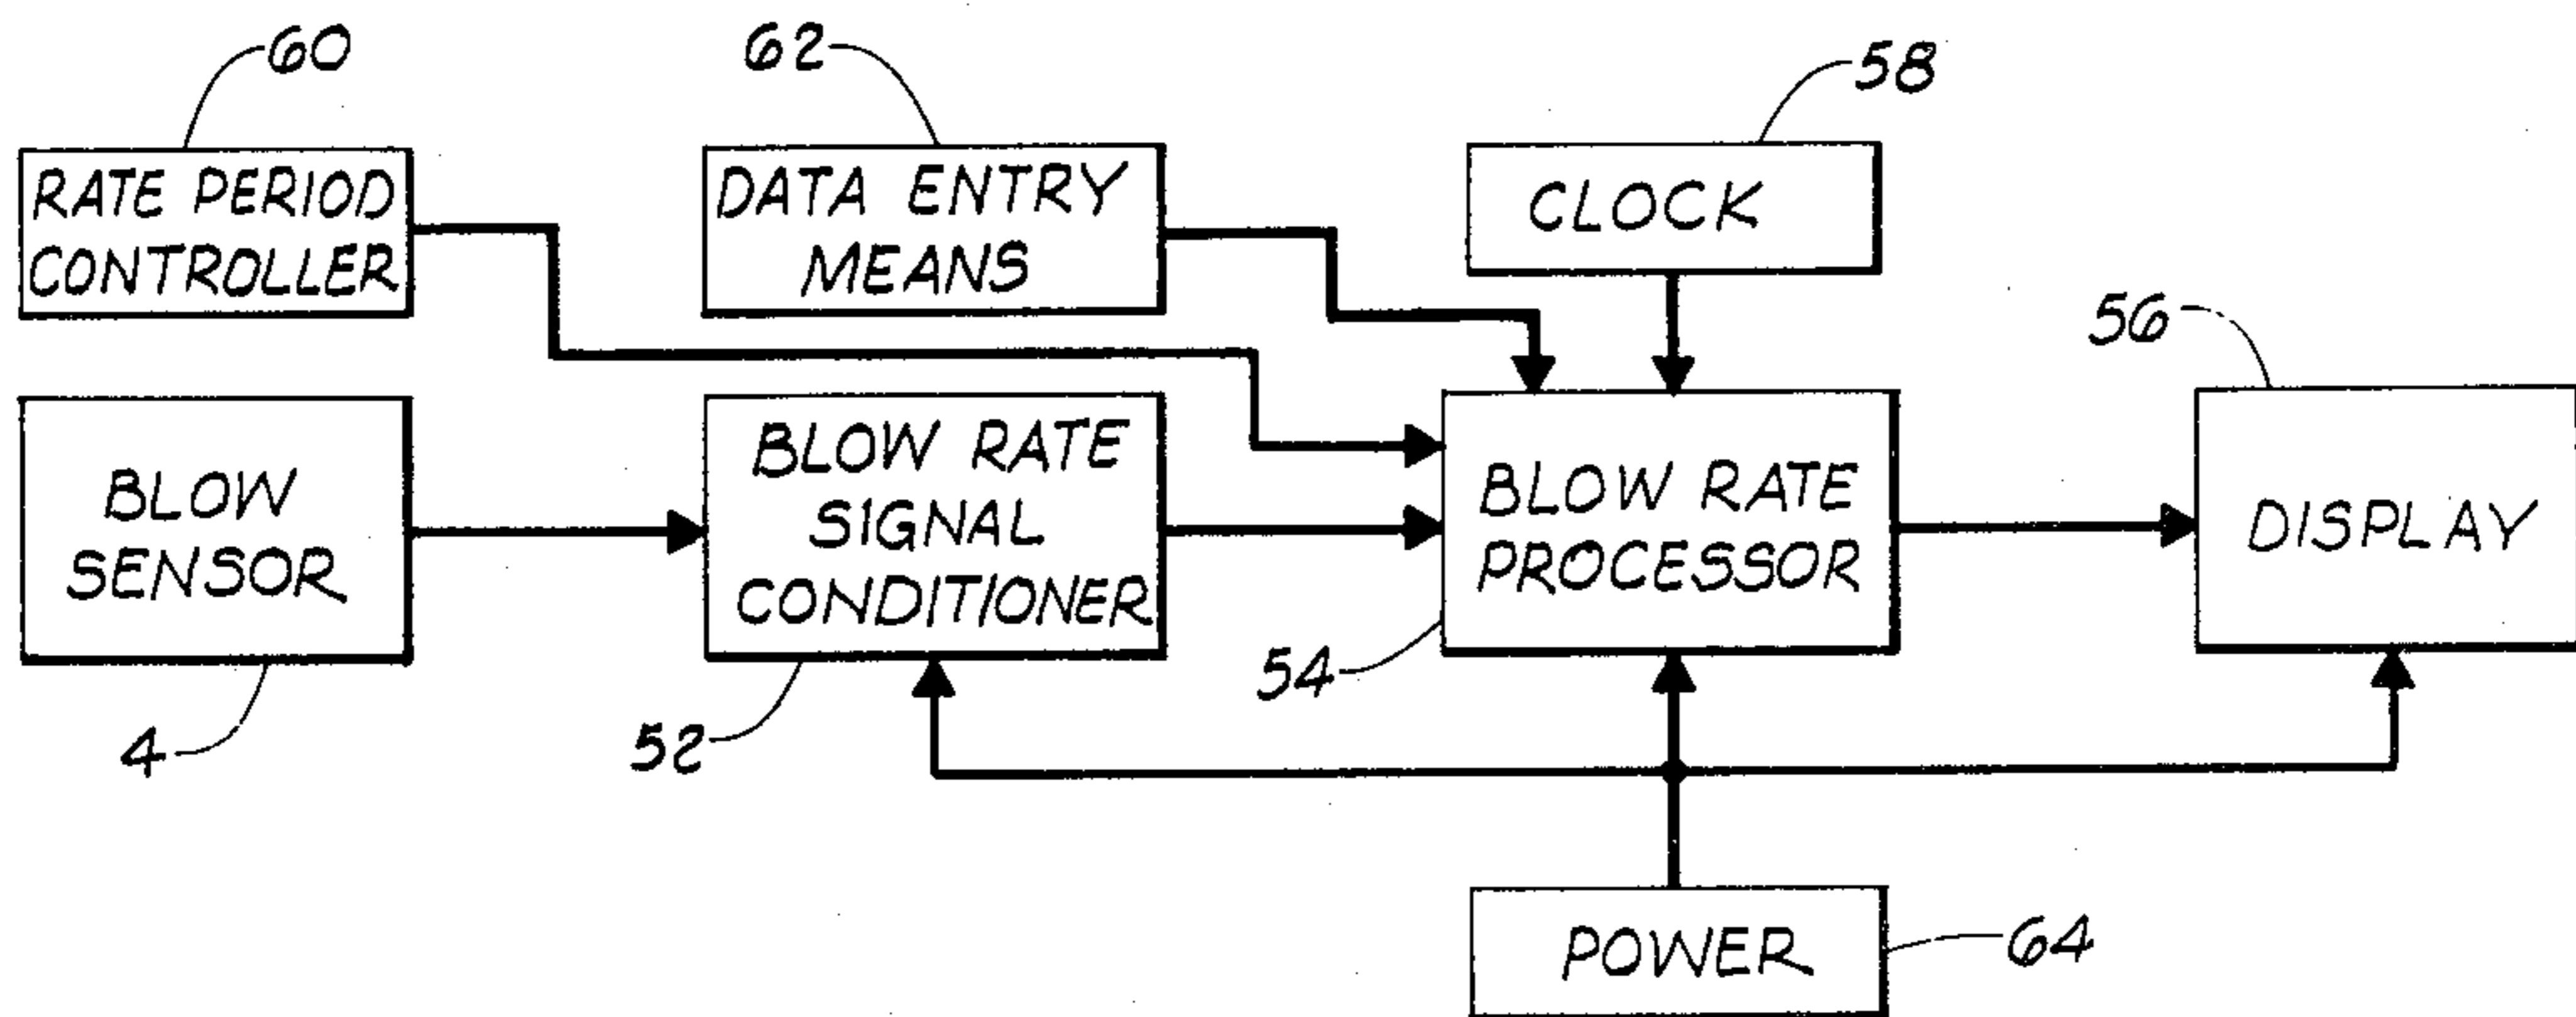 60
62
58
RATE PERIOD
CONTROLLER
DATA ENTRY
MEANS
CLOCK
56
BLOW
SENSOR
BLOW RATE
SIGNAL
CONDITIONER
BLOW RATE
PROCESSOR
DISPLAY
4
52
54
POWER
64